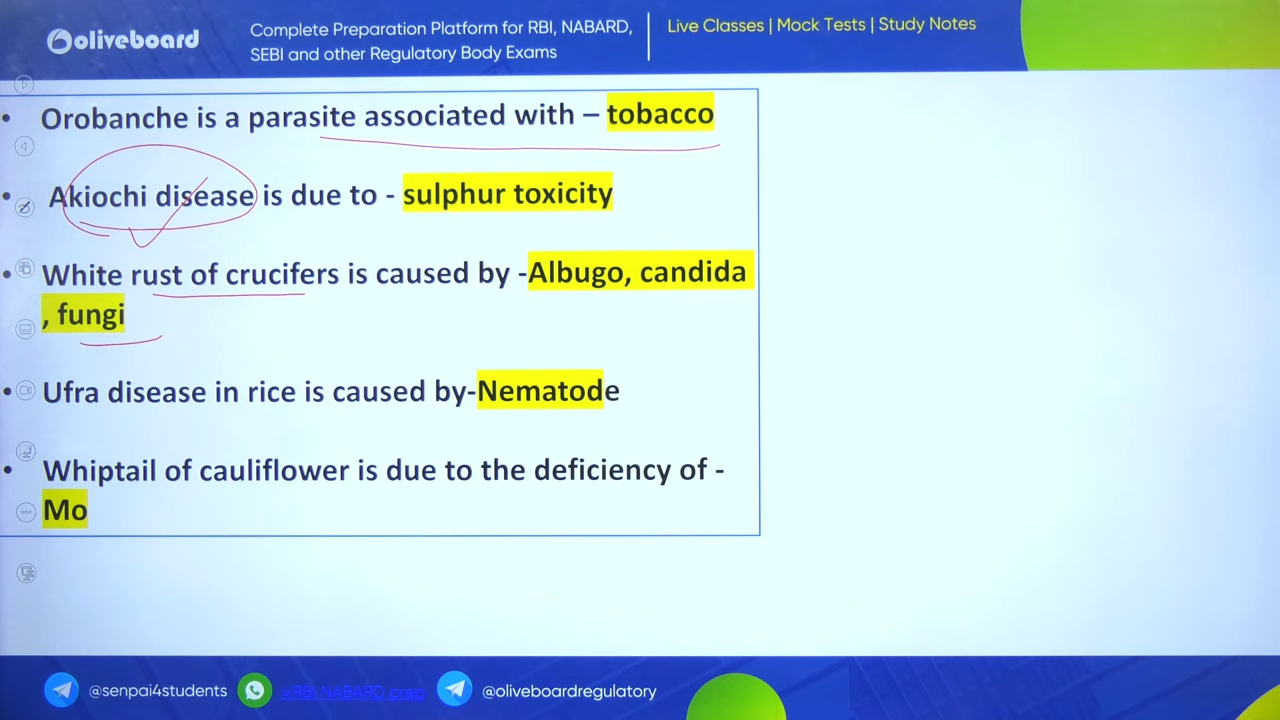 oliveboard
Complete Preparation Platform for RBI, NABARD,
SEBI and other Regulatory Body Exams
Live Classes | Mock Tests | Study Notes
• Orobanche is a parasite associated with – tobacco
• Akiochi disease is due to - sulphur toxicity
• White rust of crucifers is caused by -Albugo, candida
, fungi
• Ufra disease in rice is caused by-Nematode
• Whiptail of cauliflower is due to the deficiency of -
Mo
@senpai4students
RBI NABARD prep
@oliveboardregulatory